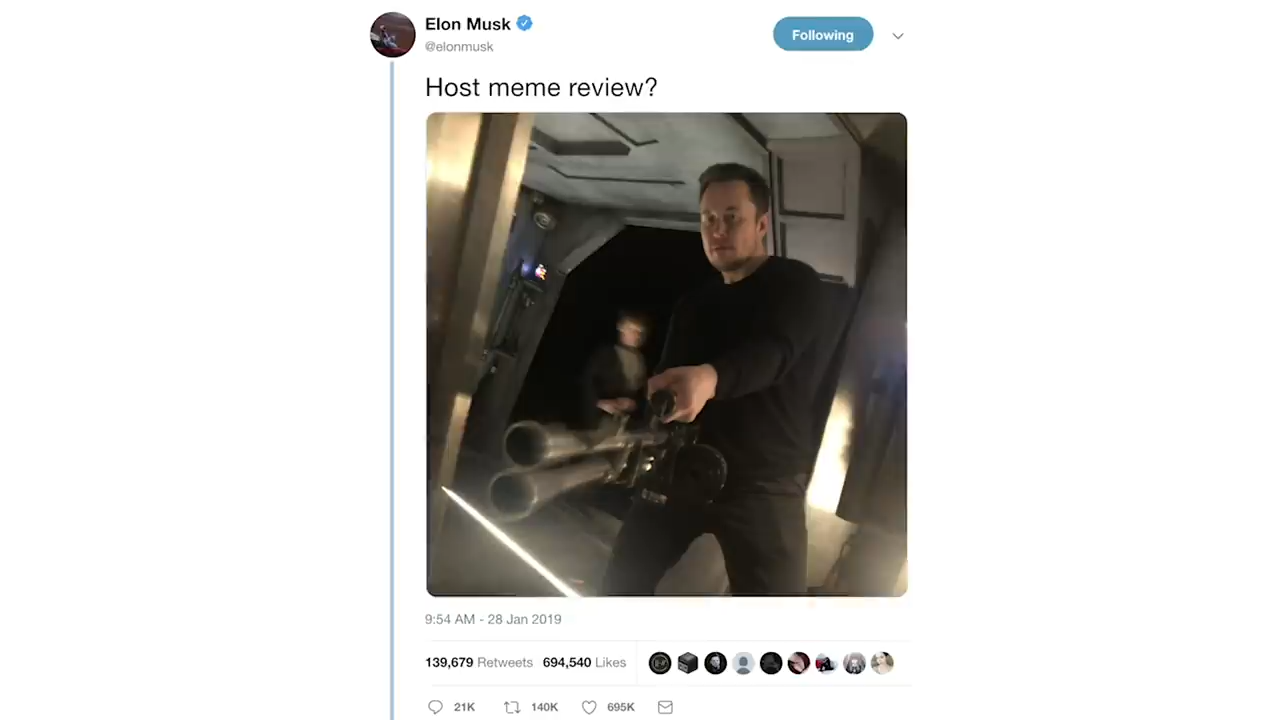 Elon Musk
@elonmusk
Following
Host meme review?
9:54 AM - 28 Jan 2019
139,679 Retweets 694,540 Likes
21K 140K 695K